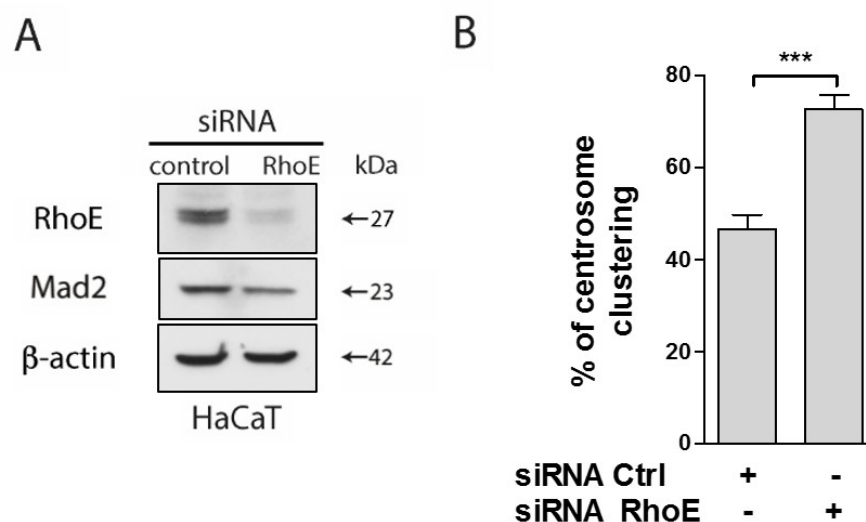 A
siRNA
control RhoE kDa
RhoE ←27
Mad2 ←23
β-actin ←42
HaCaT
B
% of centrosome
clustering
***
80
60
40
20
0
siRNA Ctrl + -
siRNA RhoE - +